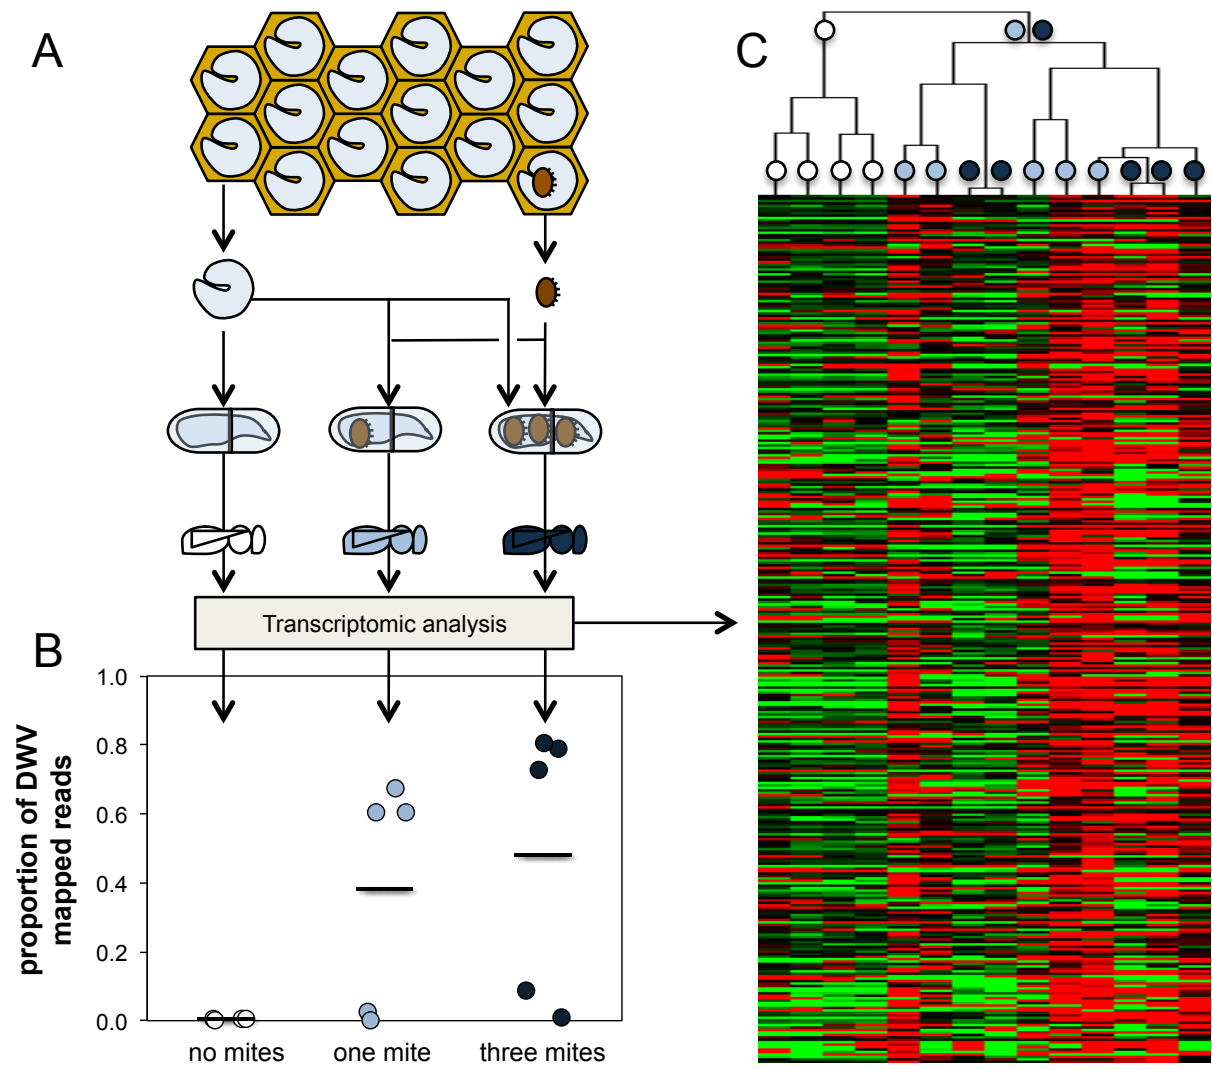 A
C
Transcriptomic analysis
B
proportion of DWV
mapped reads
1.0
0.8
0.6
0.4
0.2
0.0
no mites
one mite
three mites